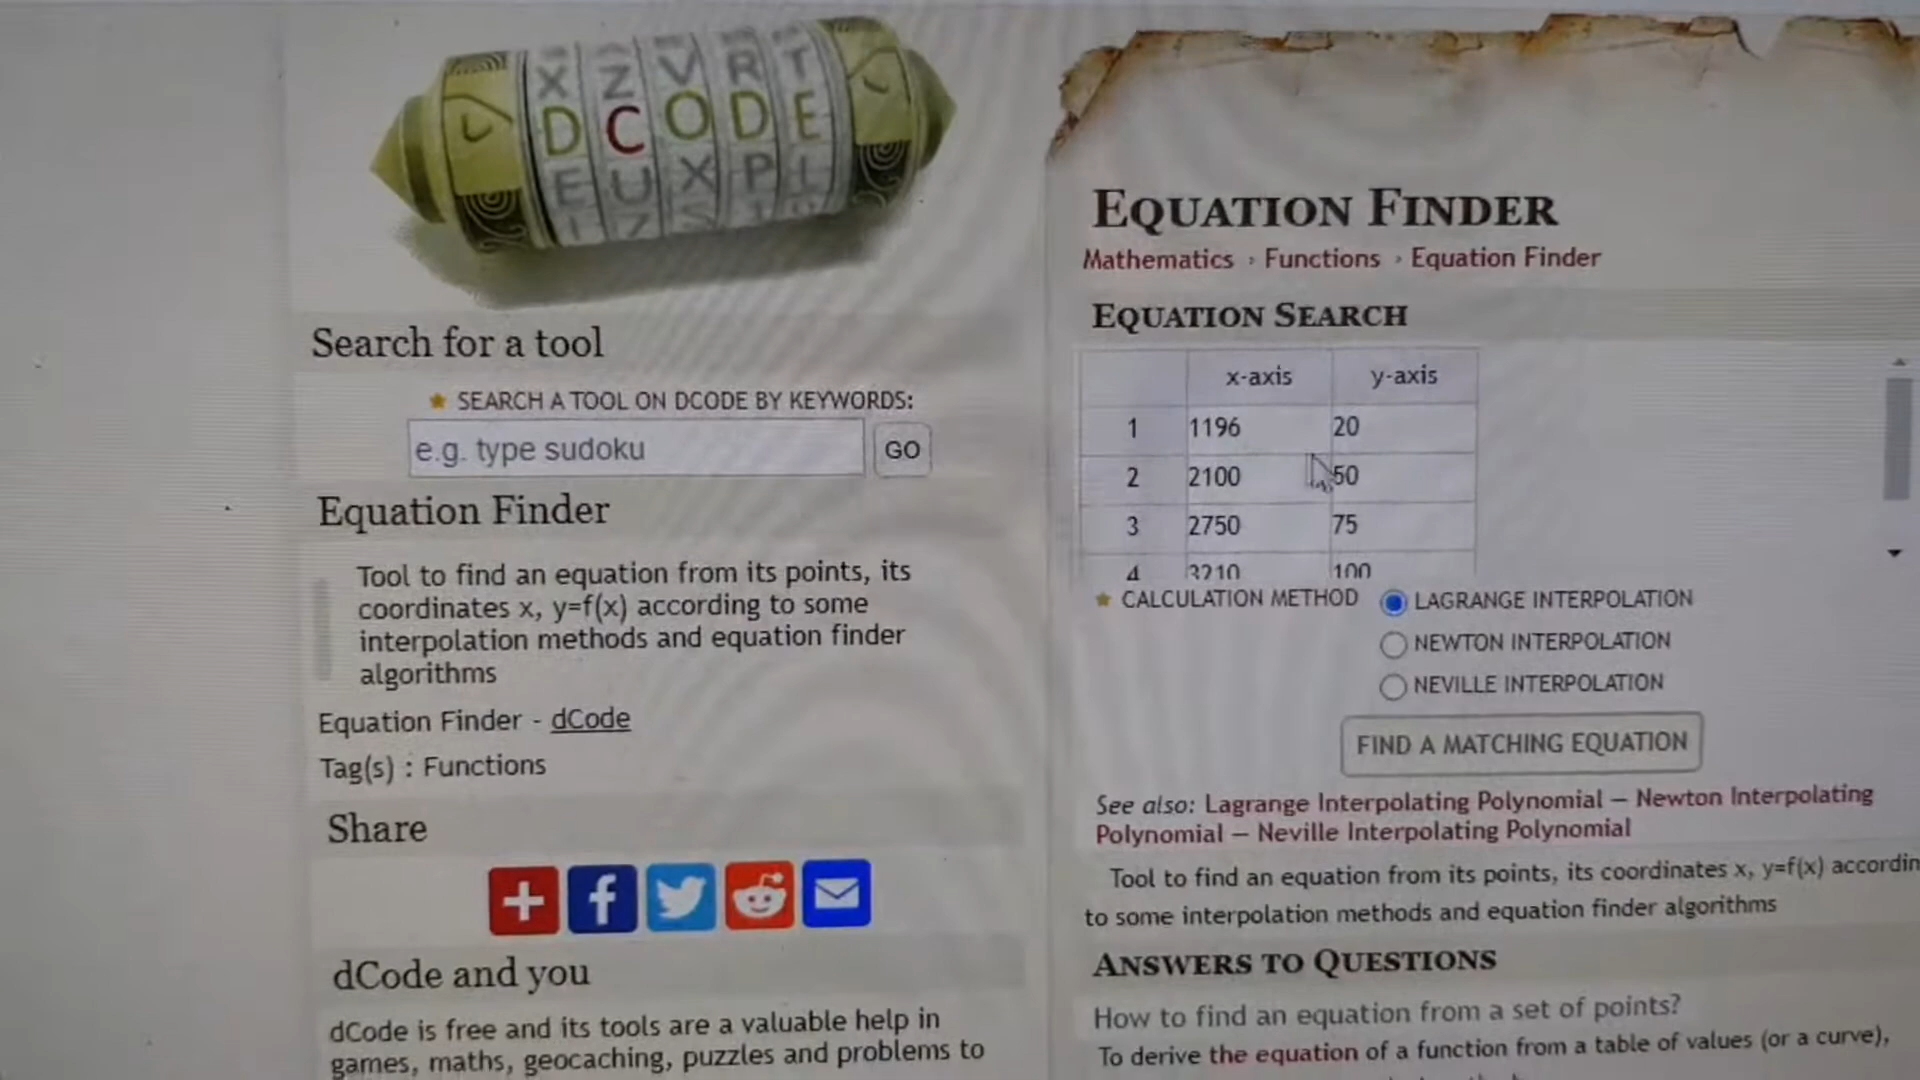 X Z V R T
D C O D E
E U X P L
Search for a tool
★ SEARCH A TOOL ON DCODE BY KEYWORDS:
e.g. type sudoku
GO
Equation Finder
Tool to find an equation from its points, its
coordinates x, y=f(x) according to some
interpolation methods and equation finder
algorithms
Equation Finder - dCode
Tag(s) : Functions
Share
dCode and you
dCode is free and its tools are a valuable help in
games, maths, geocaching, puzzles and problems to
EQUATION FINDER
Mathematics › Functions › Equation Finder
EQUATION SEARCH
x-axis y-axis
1 1196 20
2 2100 50
3 2750 75
4 3210 100
★ CALCULATION METHOD LAGRANGE INTERPOLATION
NEWTON INTERPOLATION
NEVILLE INTERPOLATION
FIND A MATCHING EQUATION
See also: Lagrange Interpolating Polynomial — Newton Interpolating
Polynomial — Neville Interpolating Polynomial
Tool to find an equation from its points, its coordinates x, y=f(x) accordin
to some interpolation methods and equation finder algorithms
ANSWERS TO QUESTIONS
How to find an equation from a set of points?
To derive the equation of a function from a table of values (or a curve),